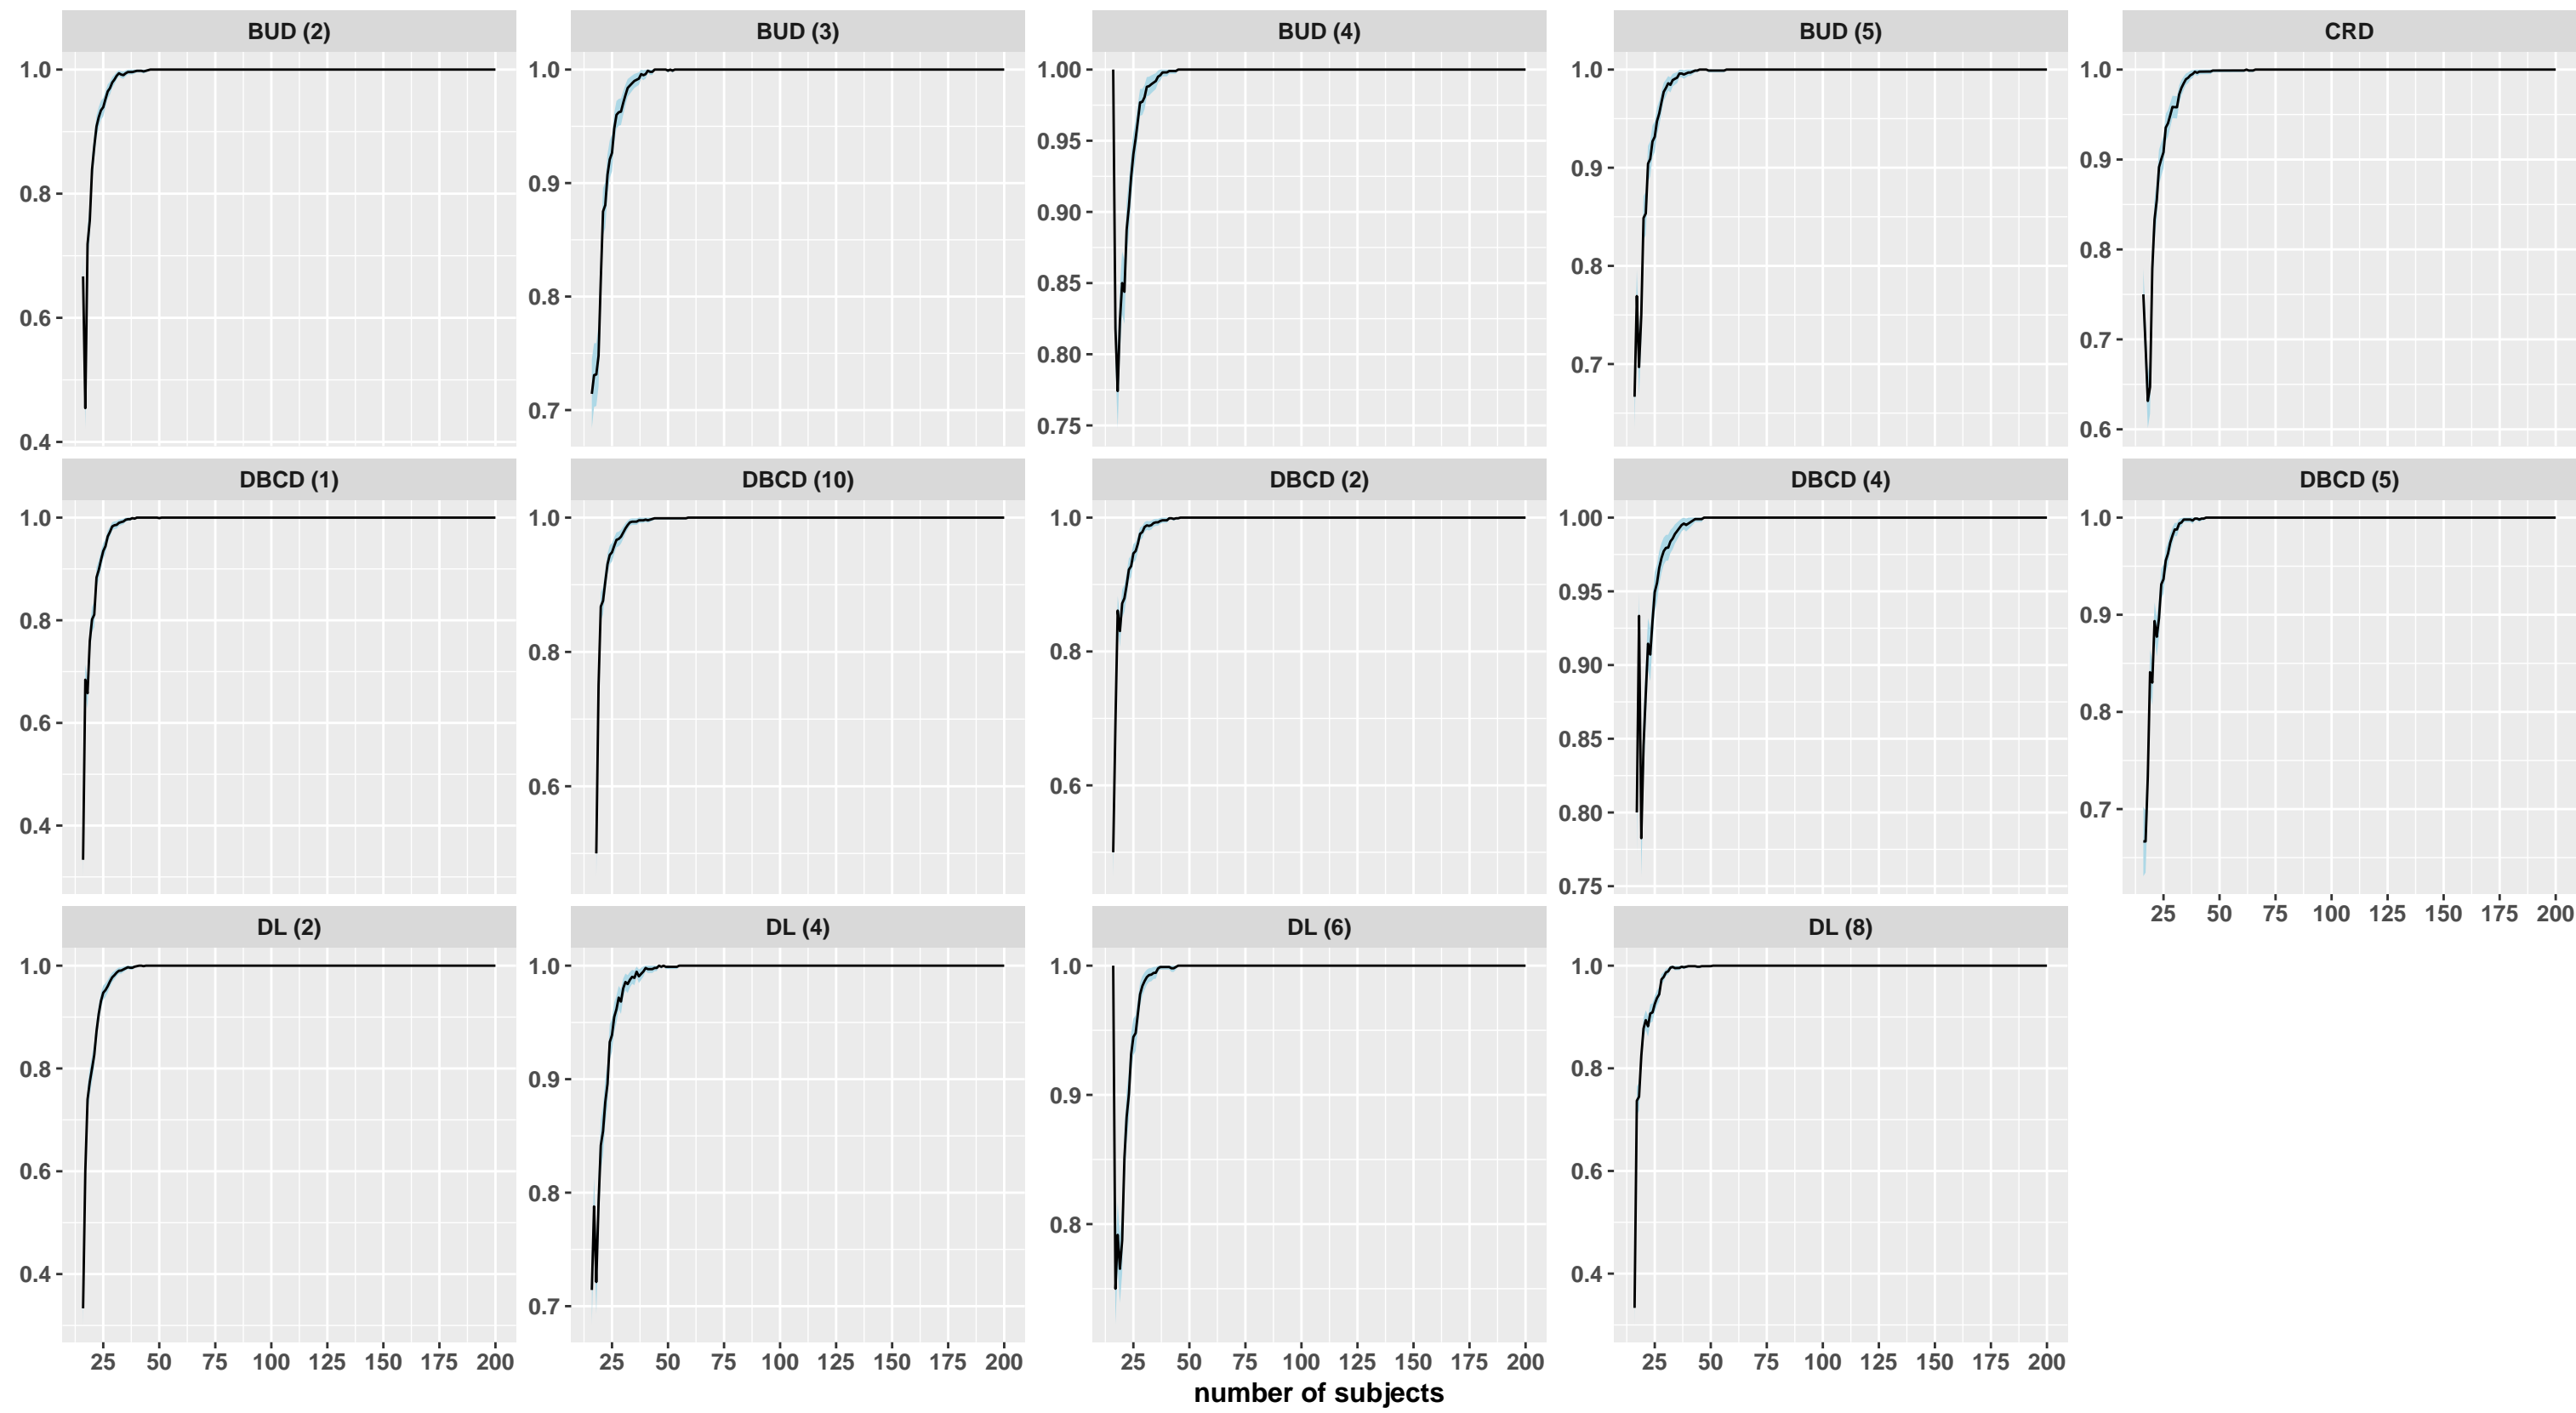 BUD (2) BUD (3) BUD (4) BUD (5) CRD
1.0 0.8 0.6 0.4
1.0 0.9 0.8 0.7
1.00 0.95 0.90 0.85 0.80 0.75
1.0 0.9 0.8 0.7
1.0 0.9 0.8 0.7 0.6
DBCD (1) DBCD (10) DBCD (2) DBCD (4) DBCD (5)
1.0 0.8 0.6 0.4
1.0 0.8 0.6
1.0 0.8 0.6
1.00 0.95 0.90 0.85 0.80 0.75
1.0 0.9 0.8 0.7
25 50 75 100 125 150 175 200
DL (2) DL (4) DL (6) DL (8)
1.0 0.8 0.6 0.4
1.0 0.9 0.8 0.7
1.0 0.9 0.8
1.0 0.8 0.6 0.4
25 50 75 100 125 150 175 200 25 50 75 100 125 150 175 200 25 50 75 100 125 150 175 200 25 50 75 100 125 150 175 200
number of subjects